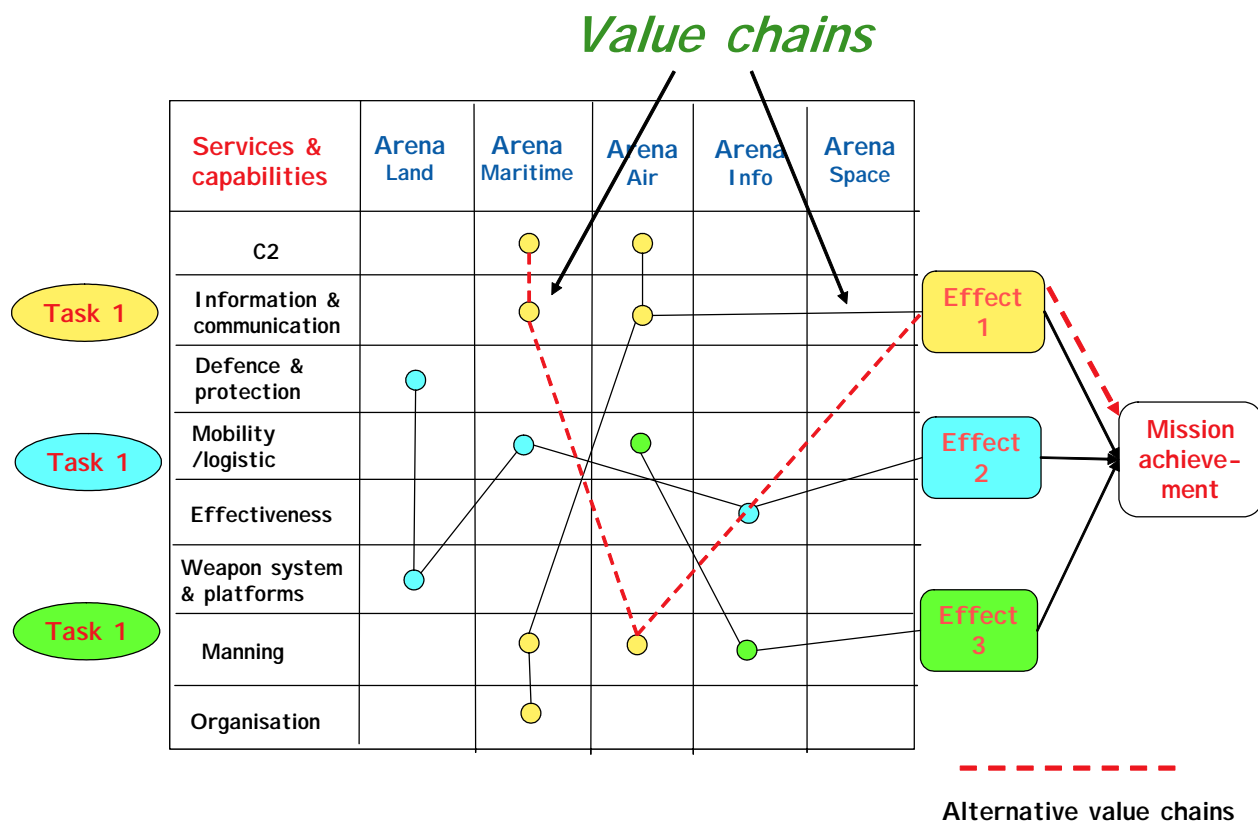 Value chains
Services &
capabilities
Arena
Land
Arena
Maritime
Arena
Air
Arena
Info
Arena
Space
C2
Task 1
Information &
communication
Effect
1
Defence &
protection
Task 1
Mobility
/logistic
Effect
2
Mission
achieve-
ment
Effectiveness
Weapon system
& platforms
Task 1
Manning
Effect
3
Organisation
Alternative value chains